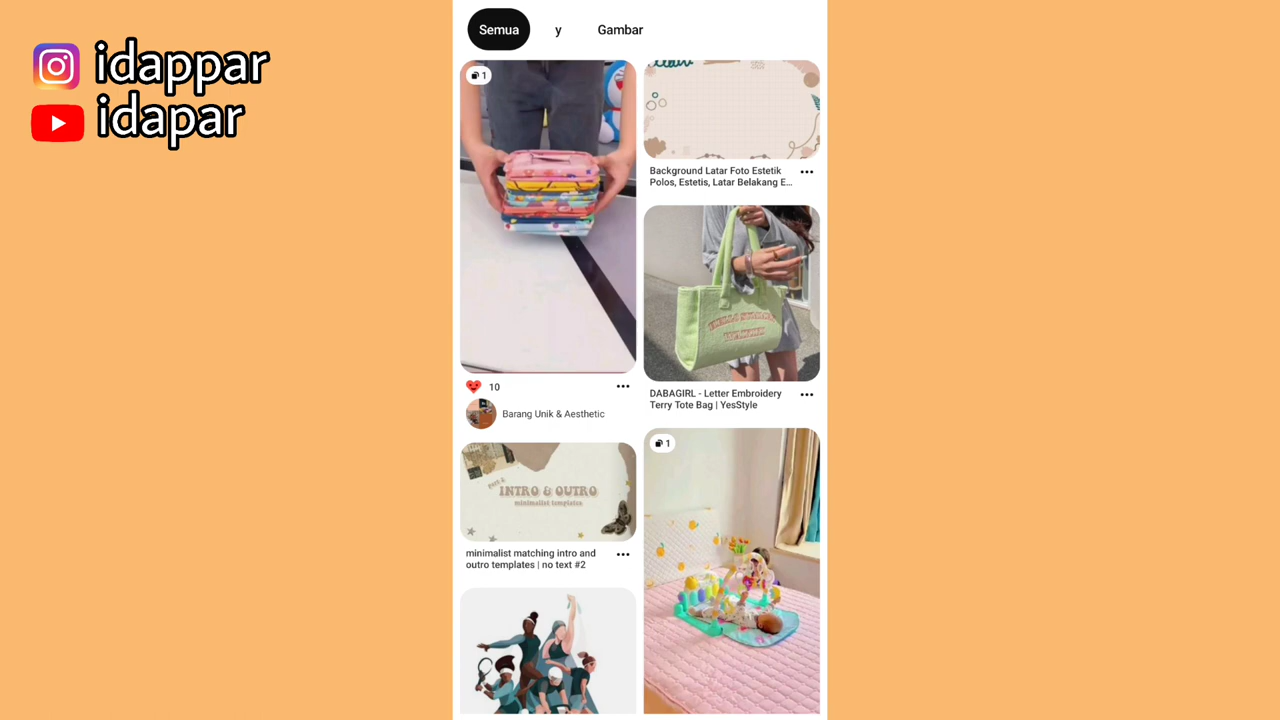 idappar
idapar
Semua
y
Gambar
1
10
Barang Unik & Aesthetic
INTRO & OUTRO
minimalist templates
minimalist matching intro and
outro templates | no text #2
Background Latar Foto Estetik
Polos, Estetis, Latar Belakang E...
DABAGIRL - Letter Embroidery
Terry Tote Bag | YesStyle
1